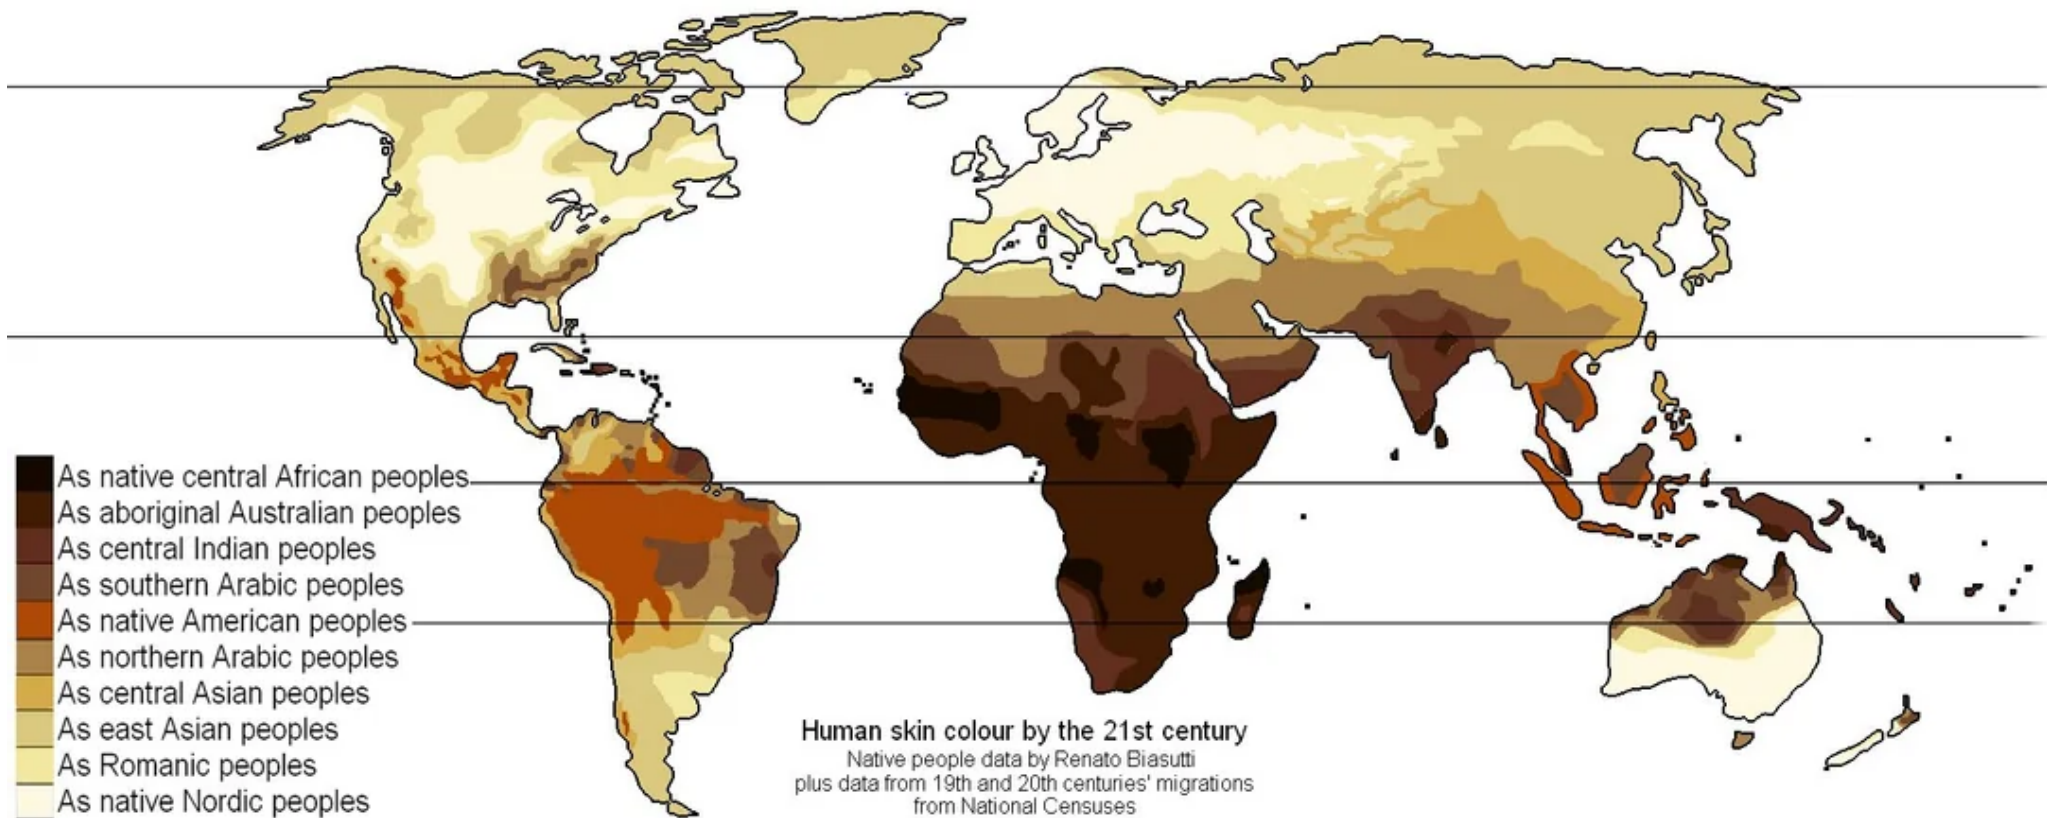 As native central African peoples
As aboriginal Australian peoples
As central Indian peoples
As southern Arabic peoples
As native American peoples
As northern Arabic peoples
As central Asian peoples
As east Asian peoples
As Romanic peoples
As native Nordic peoples
Human skin colour by the 21st century
Native people data by Renato Biasutti
plus data from 19th and 20th centuries' migrations
from National Censuses